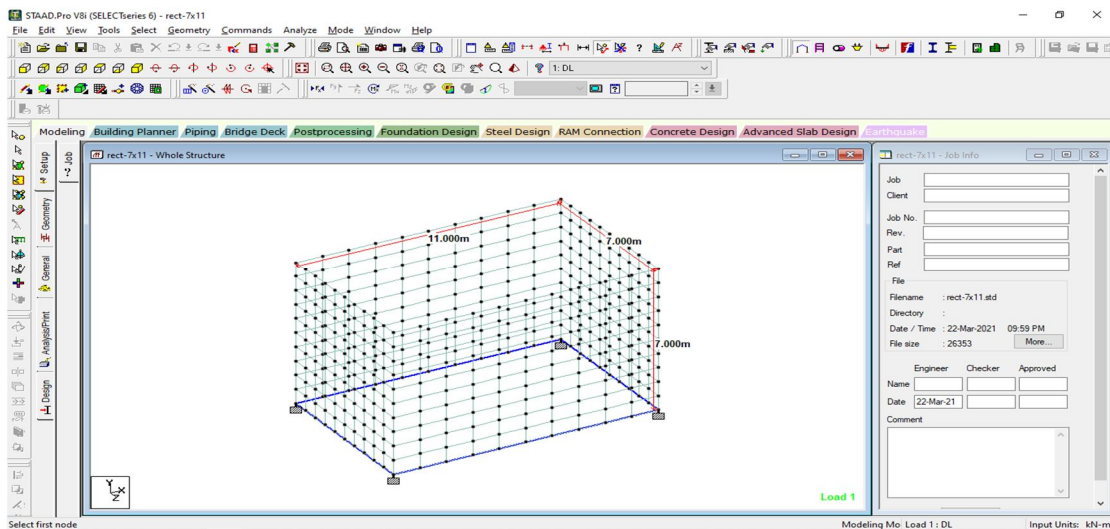 STAAD.Pro V8i (SELECTseries 6) - rect-7x11
File Edit View Tools Select Geometry Commands Analyze Mode Window Help
1: DL
Modeling Building Planner Piping Bridge Deck Postprocessing Foundation Design Steel Design RAM Connection Concrete Design Advanced Slab Design Earthquake
Setup
Geometry
General
Analysis/Print
Design
Job
rect-7x11 - Whole Structure
11.000m
7.000m
7.000m
Y
X
Z
Load 1
rect-7x11 - Job Info
Job
Client
Job No.
Rev.
Part
Ref
File
Filename : rect-7x11.std
Directory :
Date / Time : 22-Mar-2021 09:59 PM
File size : 26353 More...
Engineer Checker Approved
Name
Date 22-Mar-21
Comment
Select first node Modeling Mo Load 1 : DL Input Units: kN-m